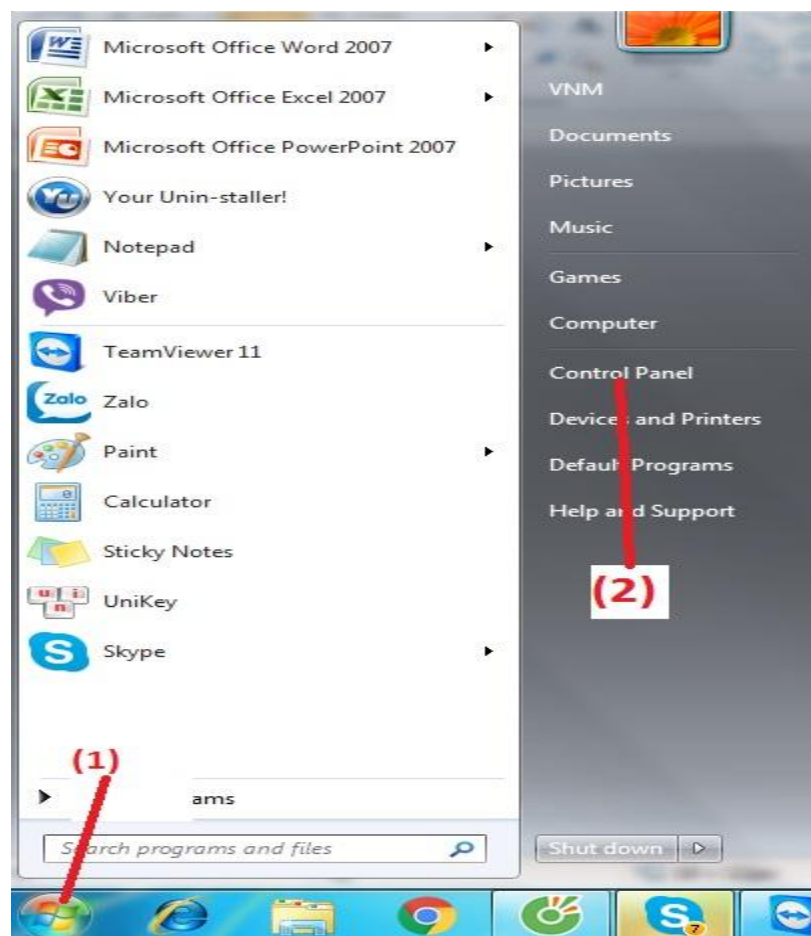 Microsoft Office Word 2007
Microsoft Office Excel 2007
Microsoft Office PowerPoint 2007
Your Unin-staller!
Notepad
Viber
TeamViewer 11
Zalo
Zalo
Paint
Calculator
Sticky Notes
UniKey
Skype
(1)
ams
Search programs and files
VNM
Documents
Pictures
Music
Games
Computer
Control Panel
Devices and Printers
Default Programs
Help and Support
(2)
Shut down
7